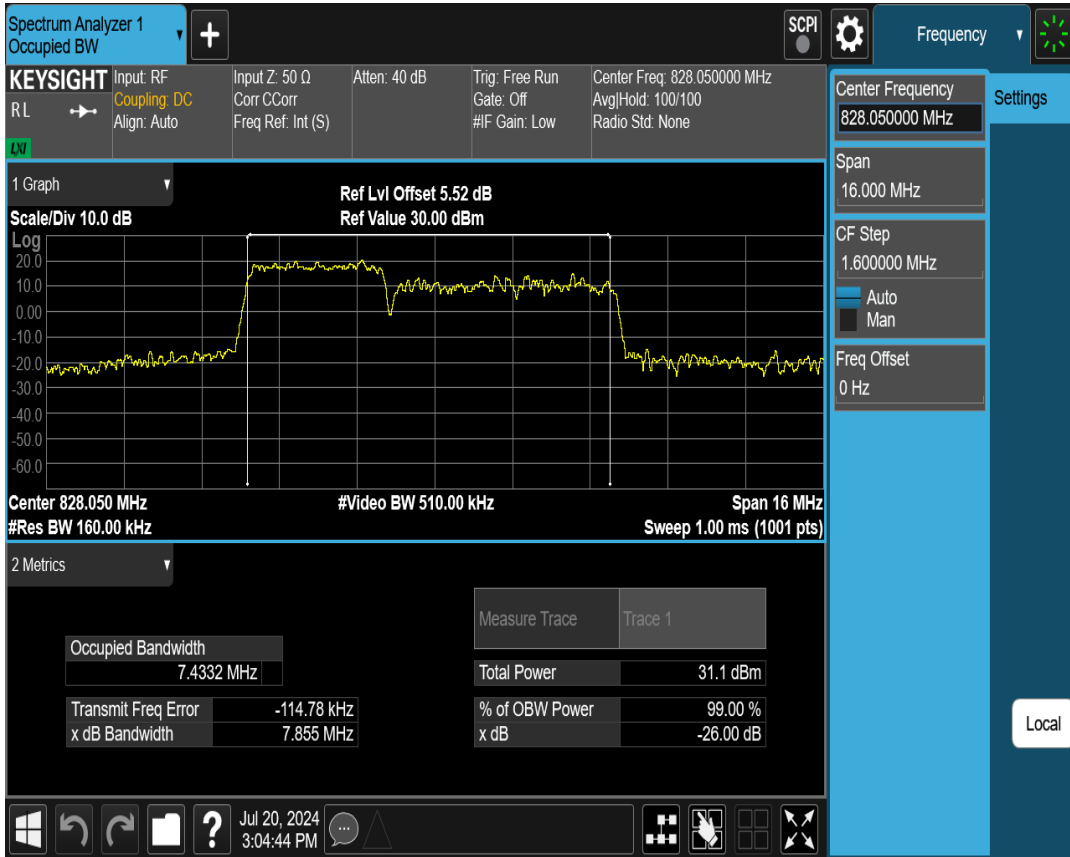 Spectrum Analyzer 1
Occupied BW
+
SCPI
Frequency
KEYSIGHT
RL
LXI
Input: RF
Coupling: DC
Align: Auto
Input Z: 50 Ω
Corr CCorr
Freq Ref: Int (S)
Atten: 40 dB
Trig: Free Run
Gate: Off
#IF Gain: Low
Center Freq: 828.050000 MHz
Avg|Hold: 100/100
Radio Std: None
Center Frequency
828.050000 MHz
Settings
Span
16.000 MHz
CF Step
1.600000 MHz
Auto
Man
Freq Offset
0 Hz
Local
1 Graph
Scale/Div 10.0 dB
Ref Lvl Offset 5.52 dB
Ref Value 30.00 dBm
Log
20.0
10.0
0.00
-10.0
-20.0
-30.0
-40.0
-50.0
-60.0
Center 828.050 MHz
#Video BW 510.00 kHz
Span 16 MHz
#Res BW 160.00 kHz
Sweep 1.00 ms (1001 pts)
2 Metrics
Measure Trace
Trace 1
Occupied Bandwidth
7.4332 MHz
Total Power
31.1 dBm
Transmit Freq Error
-114.78 kHz
% of OBW Power
99.00 %
x dB Bandwidth
7.855 MHz
x dB
-26.00 dB
?
Jul 20, 2024
3:04:44 PM